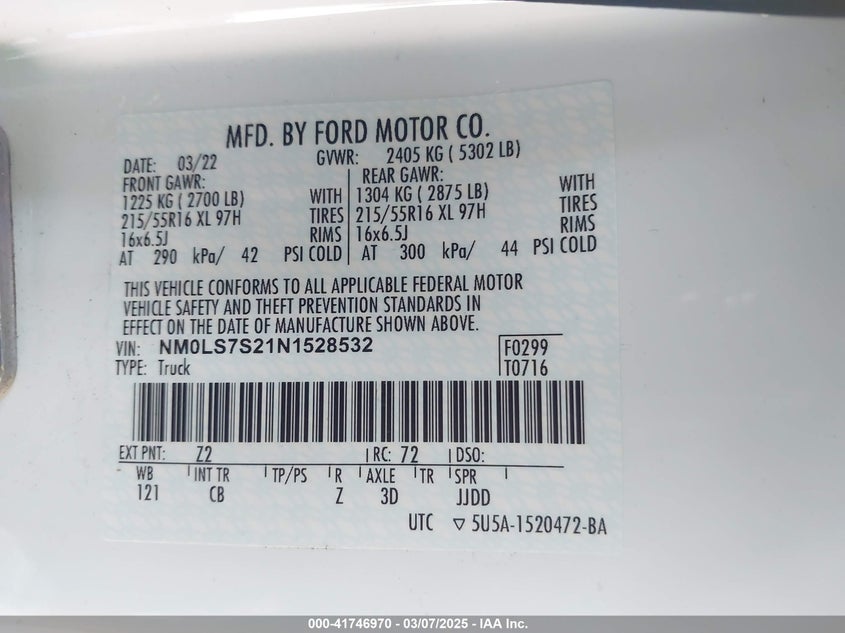 MFD. BY FORD MOTOR CO.
DATE: 03/22 GVWR: 2405 KG ( 5302 LB)
FRONT GAWR: REAR GAWR:
1225 KG ( 2700 LB) WITH 1304 KG ( 2875 LB) WITH
215/55R16 XL 97H TIRES 215/55R16 XL 97H TIRES
16x6.5J RIMS 16x6.5J RIMS
AT 290 kPa/ 42 PSI COLD AT 300 kPa/ 44 PSI COLD
THIS VEHICLE CONFORMS TO ALL APPLICABLE FEDERAL MOTOR
VEHICLE SAFETY AND THEFT PREVENTION STANDARDS IN
EFFECT ON THE DATE OF MANUFACTURE SHOWN ABOVE.
VIN: NM0LS7S21N1528532 F0299
TYPE: Truck T0716
EXT PNT: Z2 RC: 72 DSO:
WB INT TR TP/PS R AXLE TR SPR
121 CB Z 3D JJDD
UTC ▽ 5U5A-1520472-BA
000-41746970 - 03/07/2025 - IAA Inc.